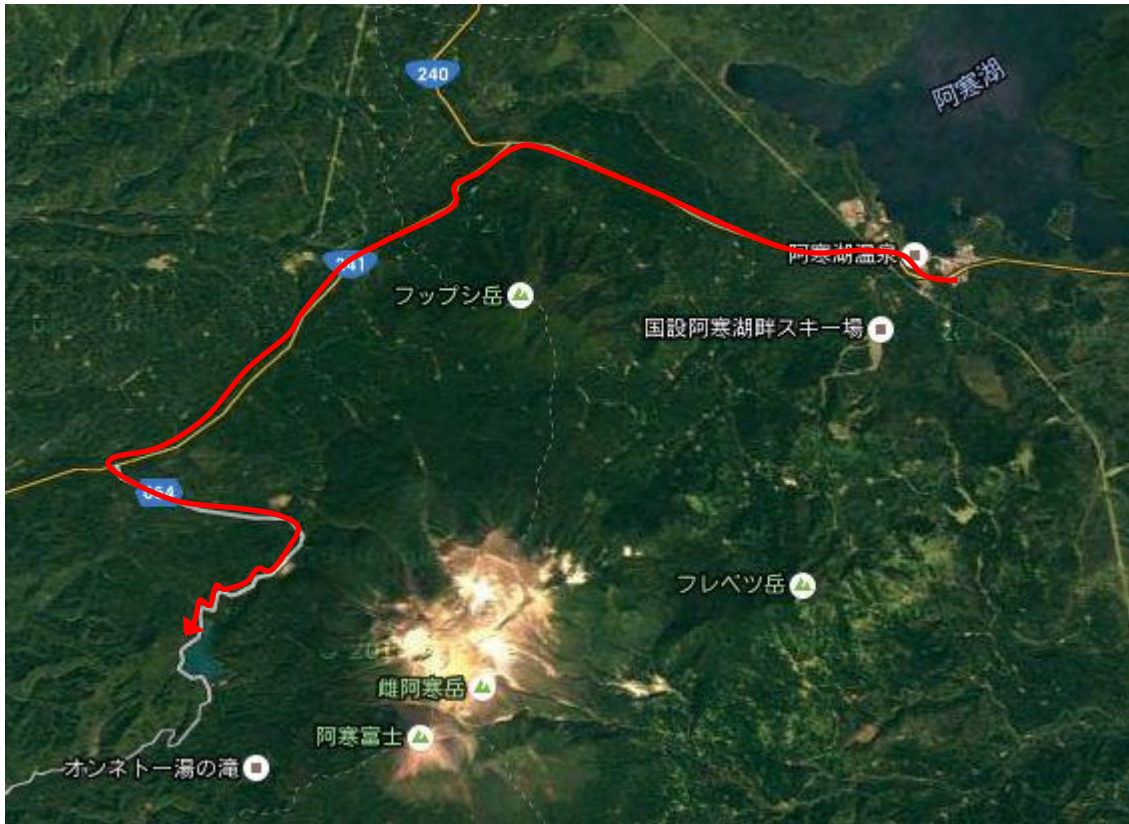 240
阿寒湖
阿寒湖温泉
241
フップシ岳
国設阿寒湖畔スキー場
664
フレベツ岳
雌阿寒岳
阿寒富士
オンネトー湯の滝